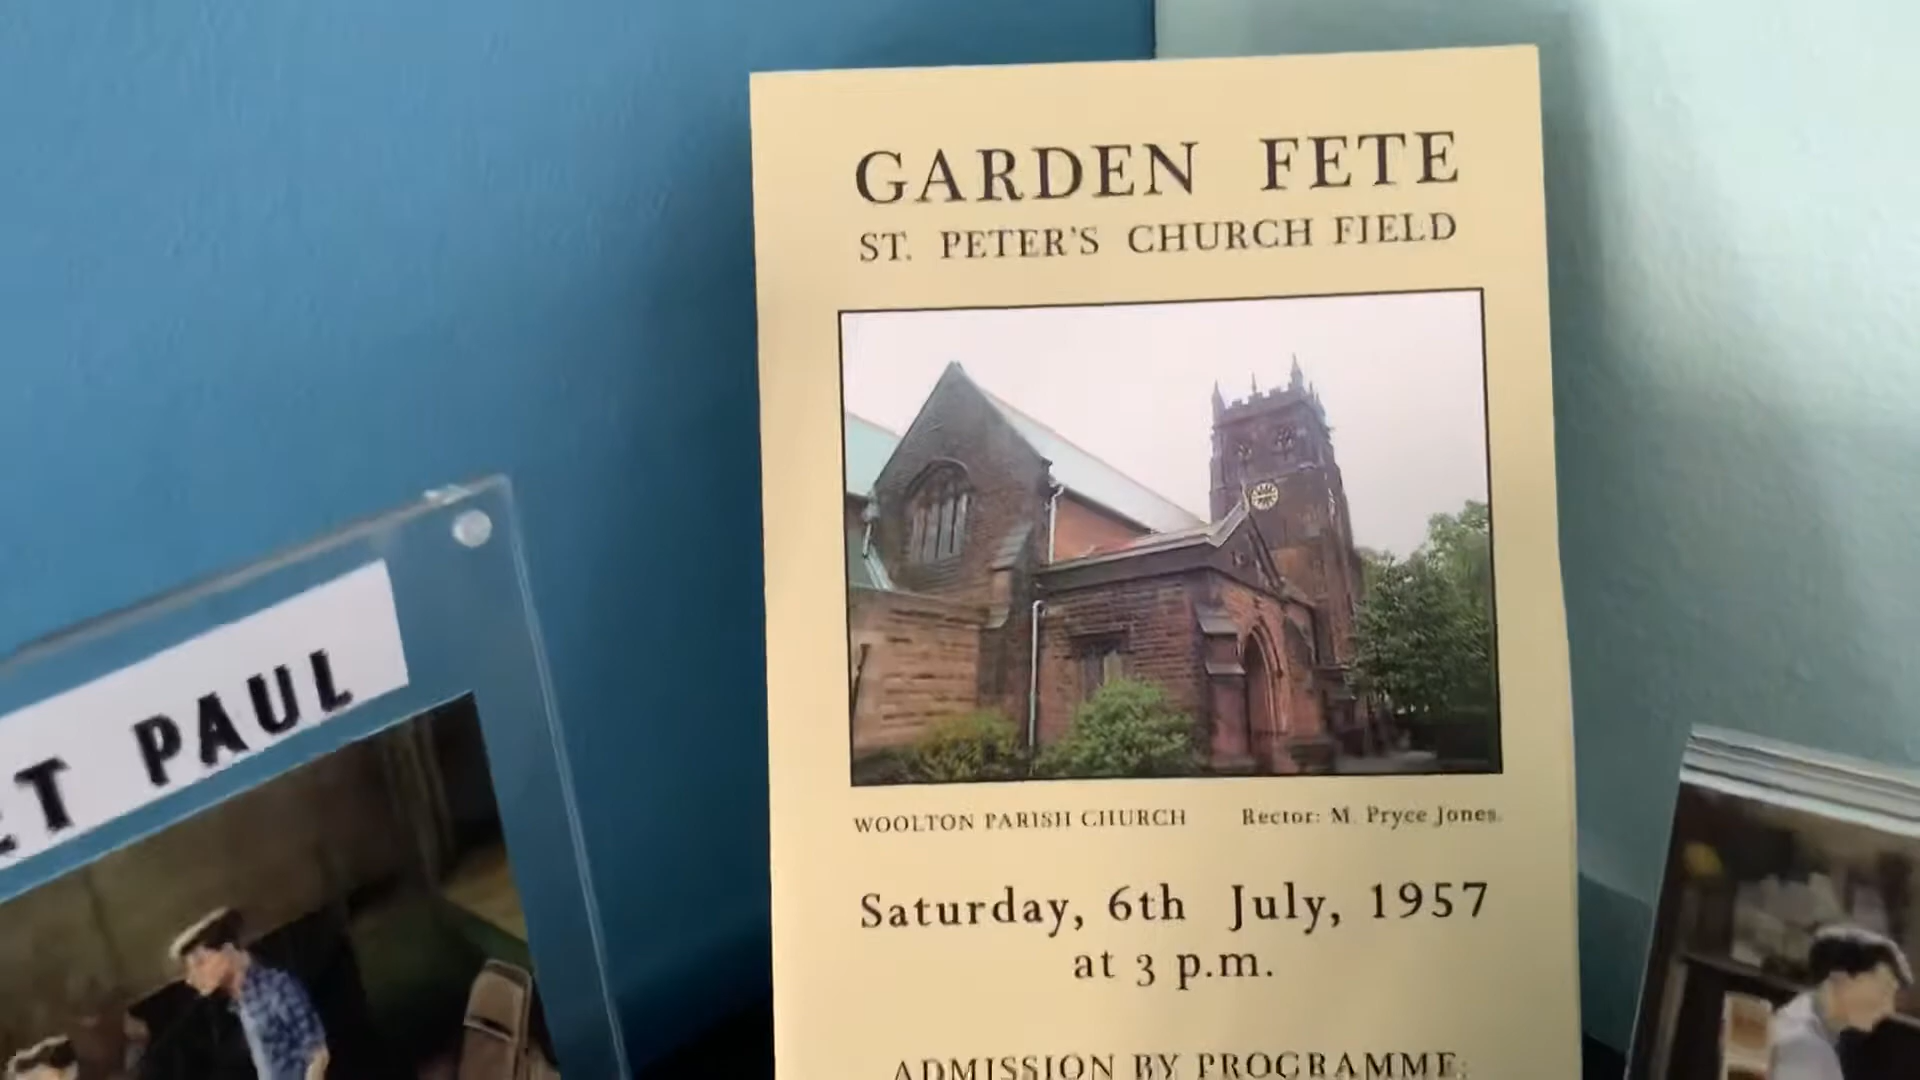 GARDEN FETE
ST. PETER'S CHURCH FIELD
WOOLTON PARISH CHURCH Rector: M. Pryce Jones.
Saturday, 6th July, 1957
at 3 p.m.
ADMISSION BY PROGRAMME:
ET PAUL